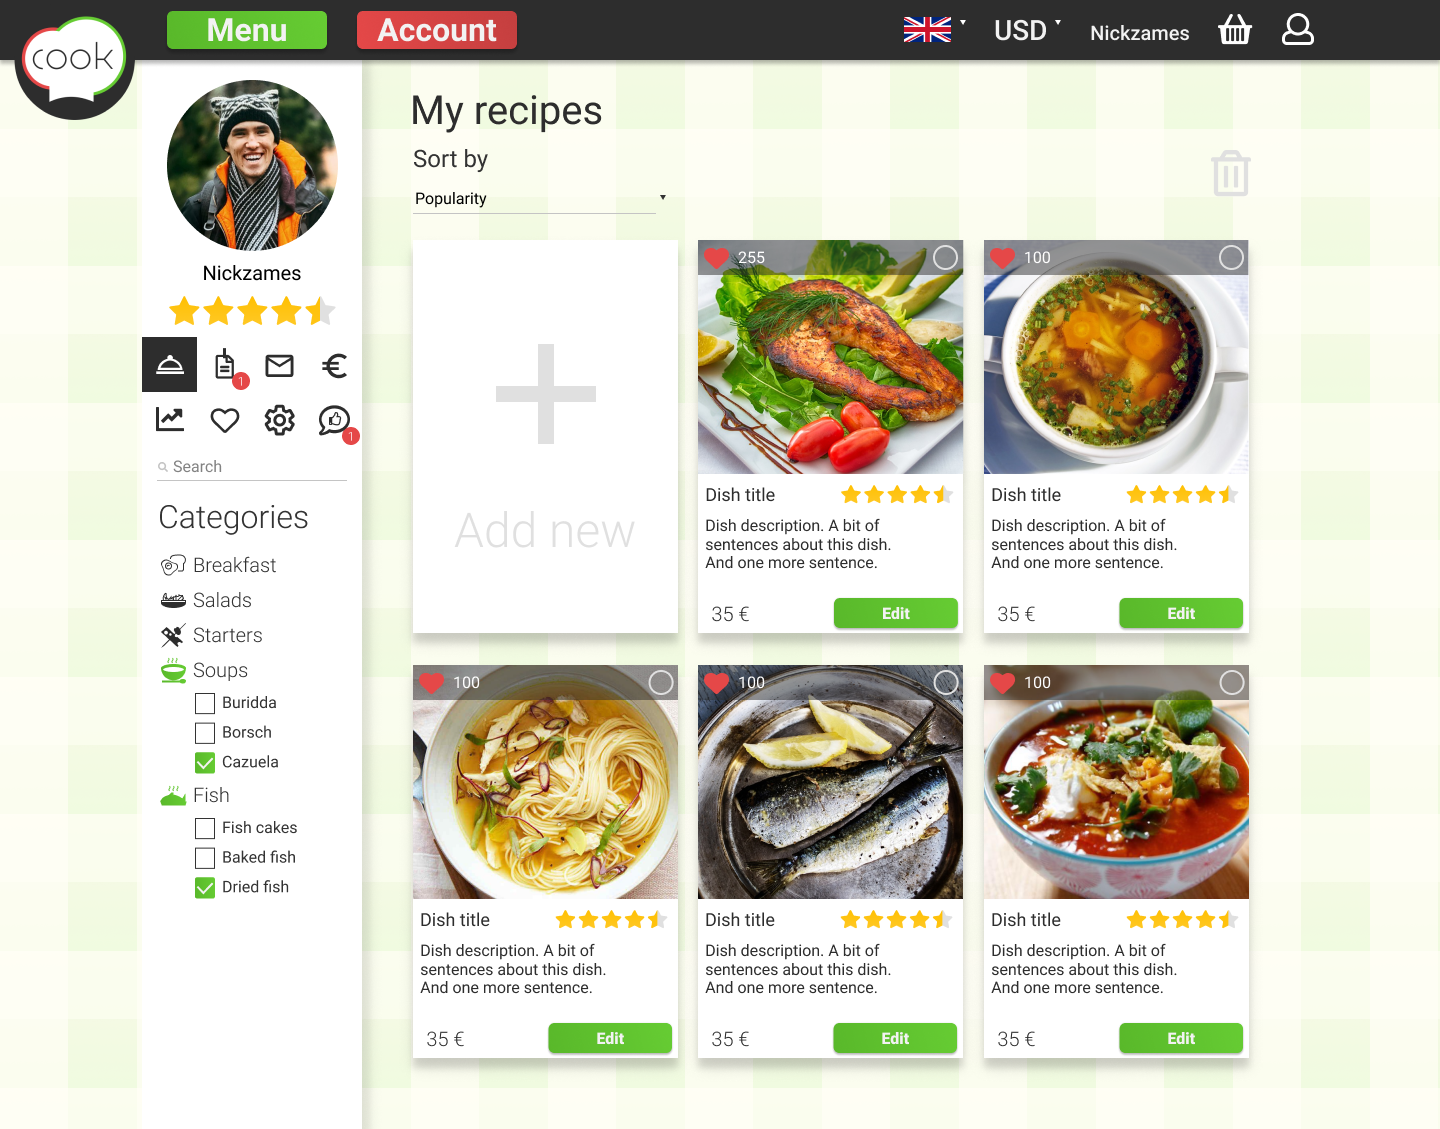 cook
Menu
Account
USD
Nickzames
Nickzames
1
1
Search
Categories
Breakfast
Salads
Starters
Soups
Buridda
Borsch
Cazuela
Fish
Fish cakes
Baked fish
Dried fish
My recipes
Sort by
Popularity
Add new
255
Dish title
Dish description. A bit of
sentences about this dish.
And one more sentence.
35 €
Edit
100
Dish title
Dish description. A bit of
sentences about this dish.
And one more sentence.
35 €
Edit
100
Dish title
Dish description. A bit of
sentences about this dish.
And one more sentence.
35 €
Edit
100
Dish title
Dish description. A bit of
sentences about this dish.
And one more sentence.
35 €
Edit
100
Dish title
Dish description. A bit of
sentences about this dish.
And one more sentence.
35 €
Edit